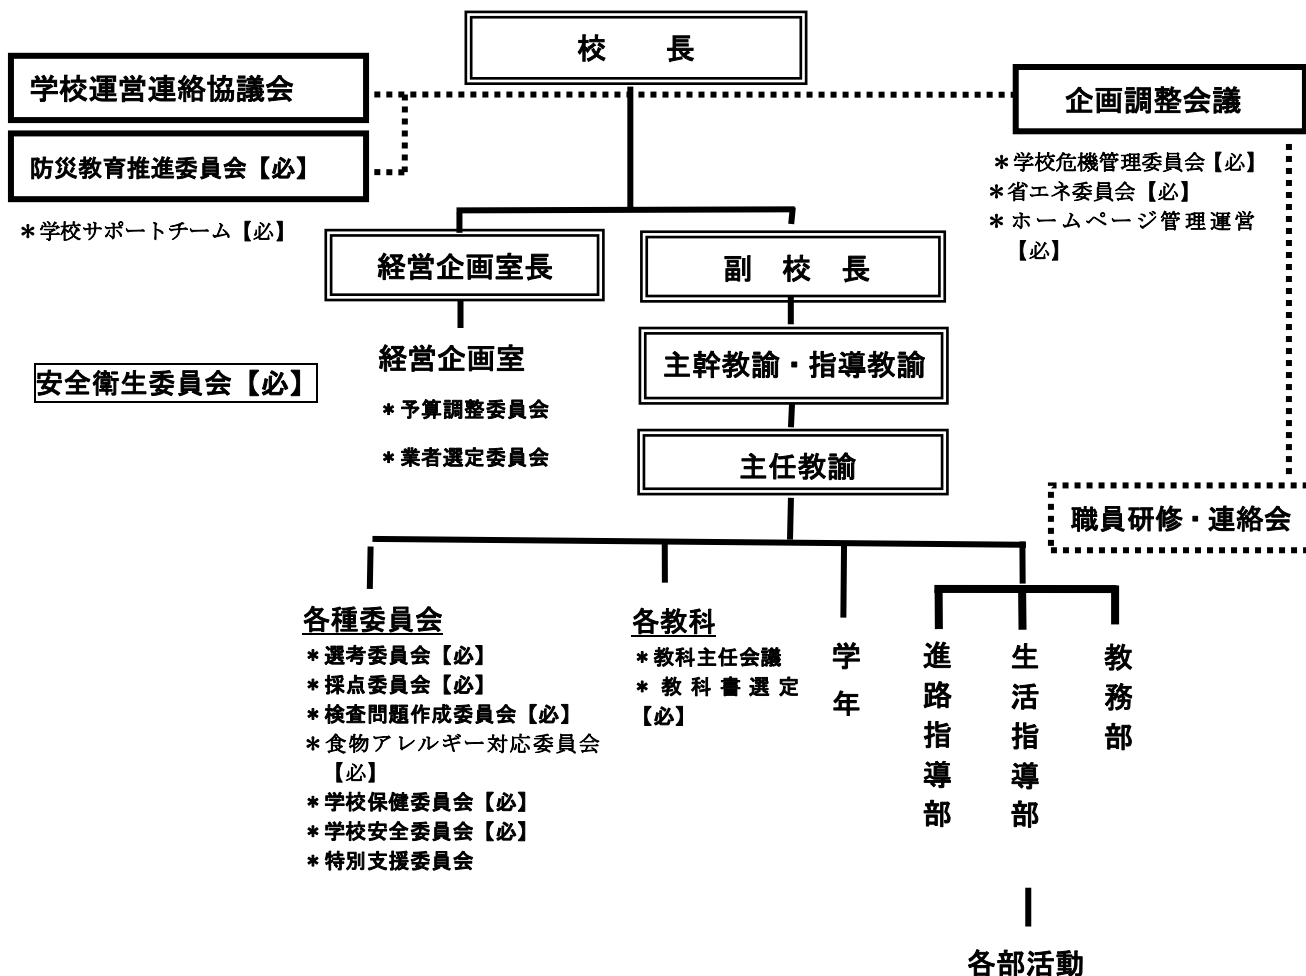 校　　長
学校運営連絡協議会
企画調整会議
防災教育推進委員会【必】
＊学校危機管理委員会【必】
＊省エネ委員会【必】
＊ホームページ管理運営
【必】
＊学校サポートチーム【必】
経営企画室長
副　校　長
経営企画室
主幹教諭・指導教諭
安全衛生委員会【必】
＊予算調整委員会
＊業者選定委員会
主任教諭
職員研修・連絡会
各種委員会
＊選考委員会【必】
＊採点委員会【必】
＊検査問題作成委員会【必】
＊食物アレルギー対応委員会
【必】
＊学校保健委員会【必】
＊学校安全委員会【必】
＊特別支援委員会
各教科
＊教科主任会議
＊教科書選定
【必】
学年
進路指導部
生活指導部
教務部
各部活動